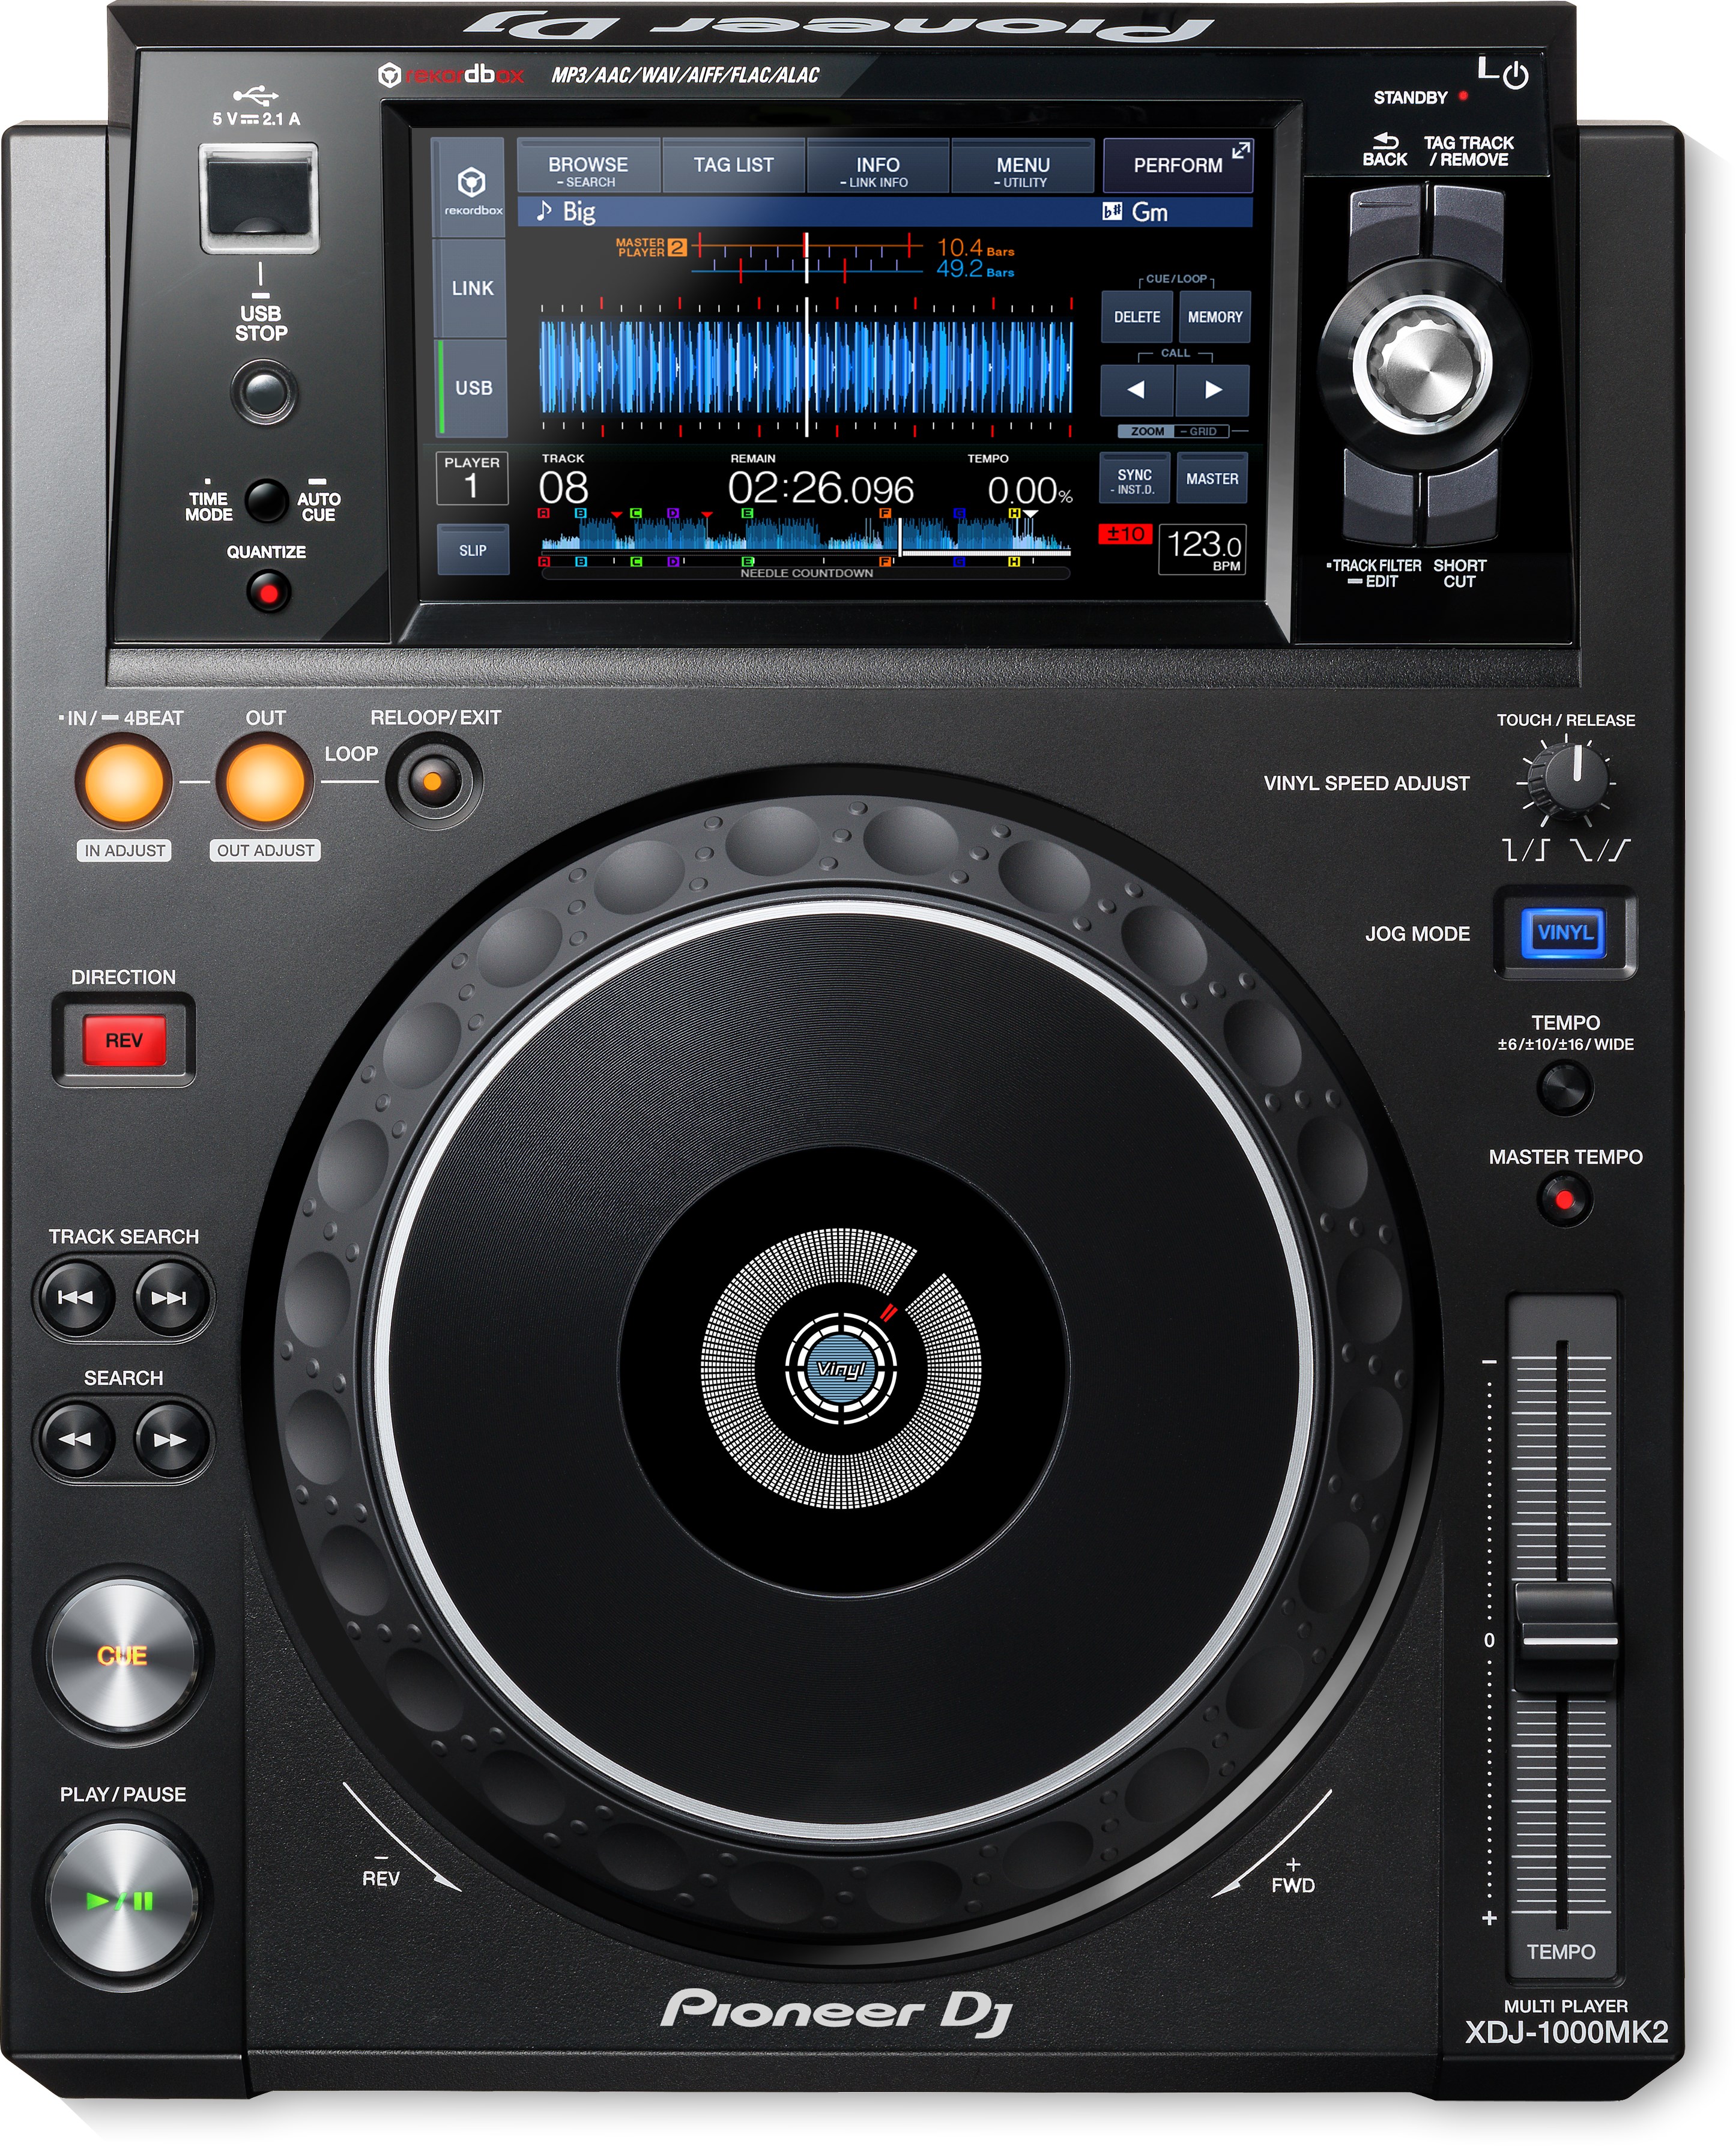 Pioneer Dj
rekordbox MP3/AAC/WAV/AIFF/FLAC/ALAC
5 V 2.1 A
STANDBY
BACK
TAG TRACK
/ REMOVE
USB
STOP
TIME
MODE
AUTO
CUE
QUANTIZE
rekordbox
LINK
USB
BROWSE
- SEARCH
TAG LIST
INFO
- LINK INFO
MENU
- UTILITY
PERFORM
Big
Gm
MASTER
PLAYER 2
10.4 Bars
49.2 Bars
CUE/LOOP
DELETE MEMORY
CALL
ZOOM - GRID
PLAYER
1
TRACK
08
REMAIN
02:26.096
TEMPO
0.00%
SYNC
- INST.D.
MASTER
SLIP
A B C D E F G H
A B C D E F G H
NEEDLE COUNTDOWN
±10
123.0
BPM
TRACK FILTER
EDIT
SHORT
CUT
IN / 4BEAT
OUT
RELOOP/EXIT
LOOP
IN ADJUST
OUT ADJUST
TOUCH / RELEASE
VINYL SPEED ADJUST
JOG MODE
VINYL
DIRECTION
REV
TEMPO
±6/±10/±16/WIDE
MASTER TEMPO
TRACK SEARCH
SEARCH
Vinyl
CUE
PLAY/PAUSE
−
REV
+
FWD
−
0
+
TEMPO
Pioneer Dj
MULTI PLAYER
XDJ-1000MK2